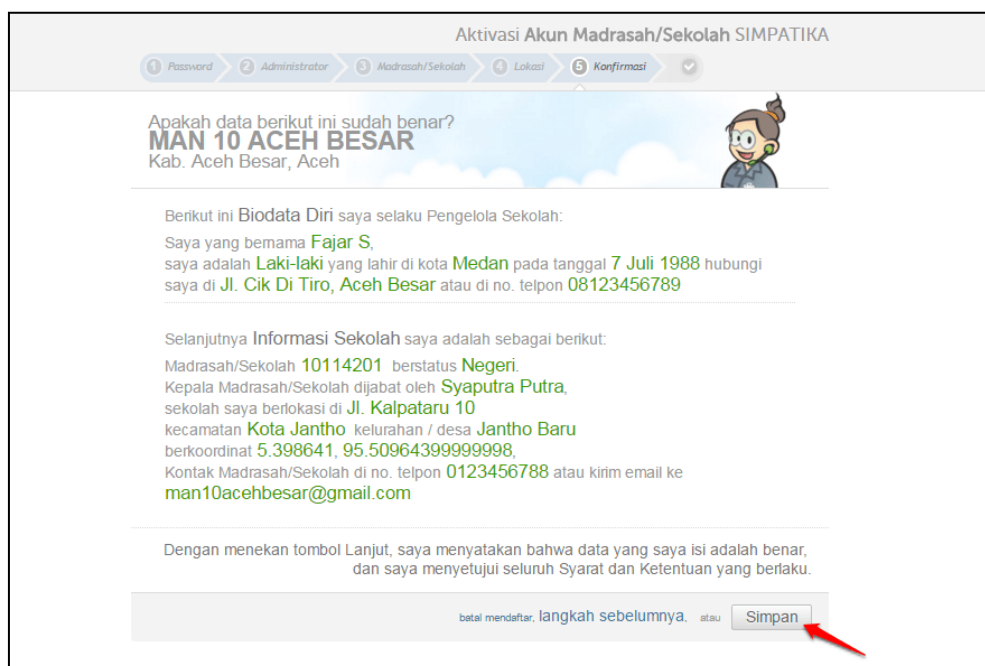 Aktivasi Akun Madrasah/Sekolah SIMPATIKA
1 Password 2 Administrator 3 Madrasah/Sekolah 4 Lokasi 5 Konfirmasi
Apakah data berikut ini sudah benar?
MAN 10 ACEH BESAR
Kab. Aceh Besar, Aceh
Berikut ini Biodata Diri saya selaku Pengelola Sekolah:
Saya yang bernama Fajar S,
saya adalah Laki-laki yang lahir di kota Medan pada tanggal 7 Juli 1988 hubungi
saya di Jl. Cik Di Tiro, Aceh Besar atau di no. telpon 08123456789
Selanjutnya Informasi Sekolah saya adalah sebagai berikut:
Madrasah/Sekolah 10114201 berstatus Negeri.
Kepala Madrasah/Sekolah dijabat oleh Syaputra Putra,
sekolah saya berlokasi di Jl. Kalpataru 10
kecamatan Kota Jantho kelurahan / desa Jantho Baru
berkoordinat 5.398641, 95.50964399999998,
Kontak Madrasah/Sekolah di no. telpon 0123456788 atau kirim email ke
man10acehbesar@gmail.com
Dengan menekan tombol Lanjut, saya menyatakan bahwa data yang saya isi adalah benar,
dan saya menyetujui seluruh Syarat dan Ketentuan yang berlaku.
batal mendaftar, langkah sebelumnya, atau Simpan